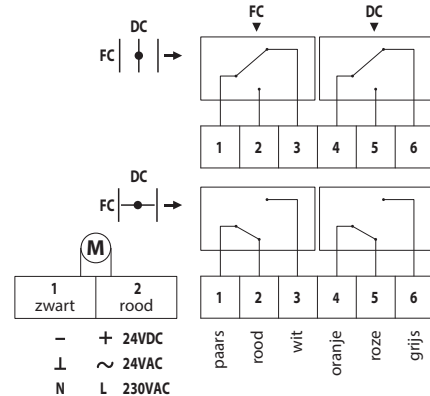 FC DC
DC
FC
1 2 3 4 5 6
DC
FC
M
1 2
zwart rood
1 2 3 4 5 6
paars rood wit oranje roze grijs
− + 24VDC
⊥ ~ 24VAC
N L 230VAC